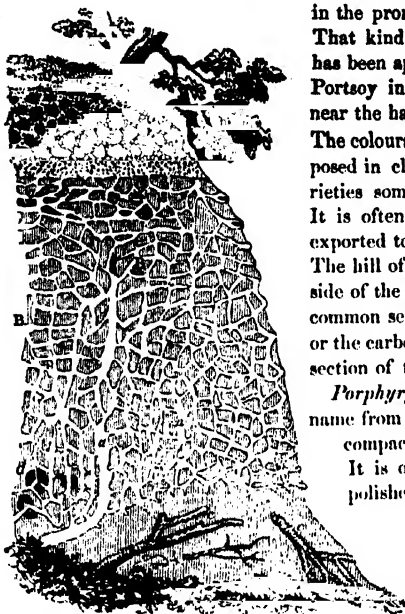 in the pron
That kind
has been ap
Portsoy in
near the ha
The colours
posed in cl
rieties som
It is often
exported to
The hill of
side of the
common se
or the carbo
section of t
Porphyr
name from
compac
It is o
polishe
B
a
d